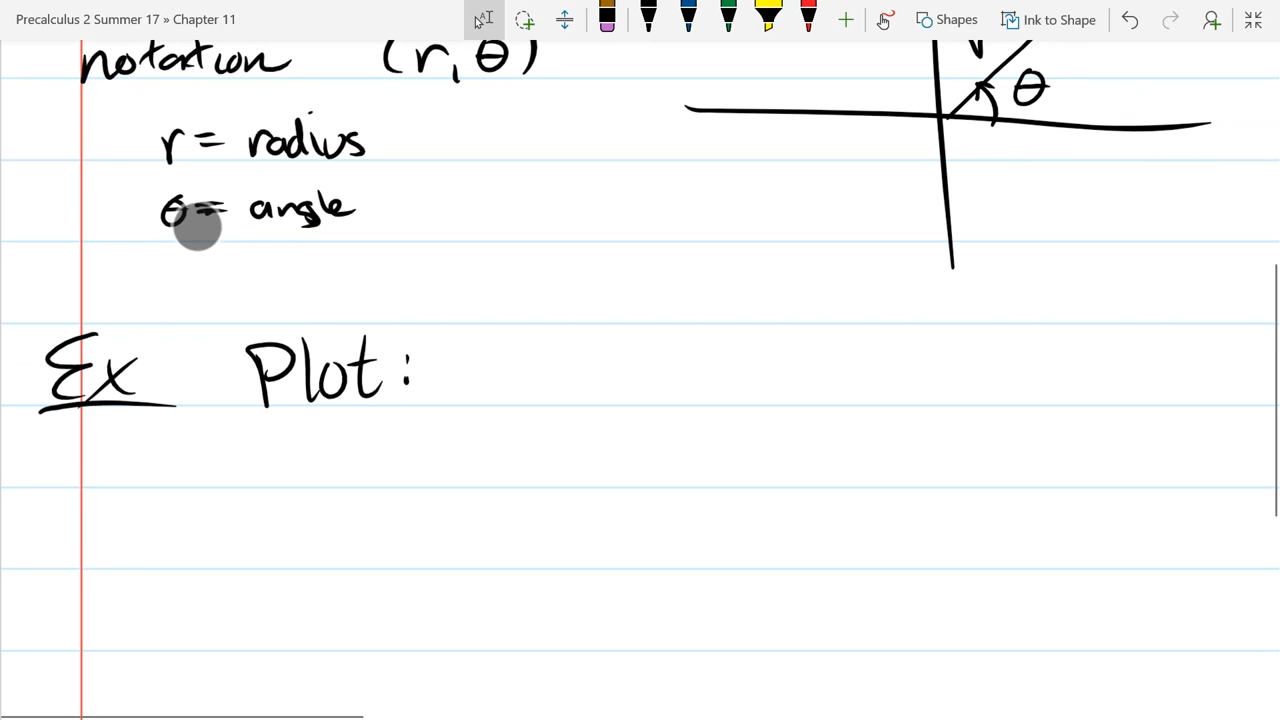 Precalculus 2 Summer 17 » Chapter 11
Shapes
Ink to Shape
notation (r, θ)
r = radius
θ = angle
r
θ
Ex Plot: